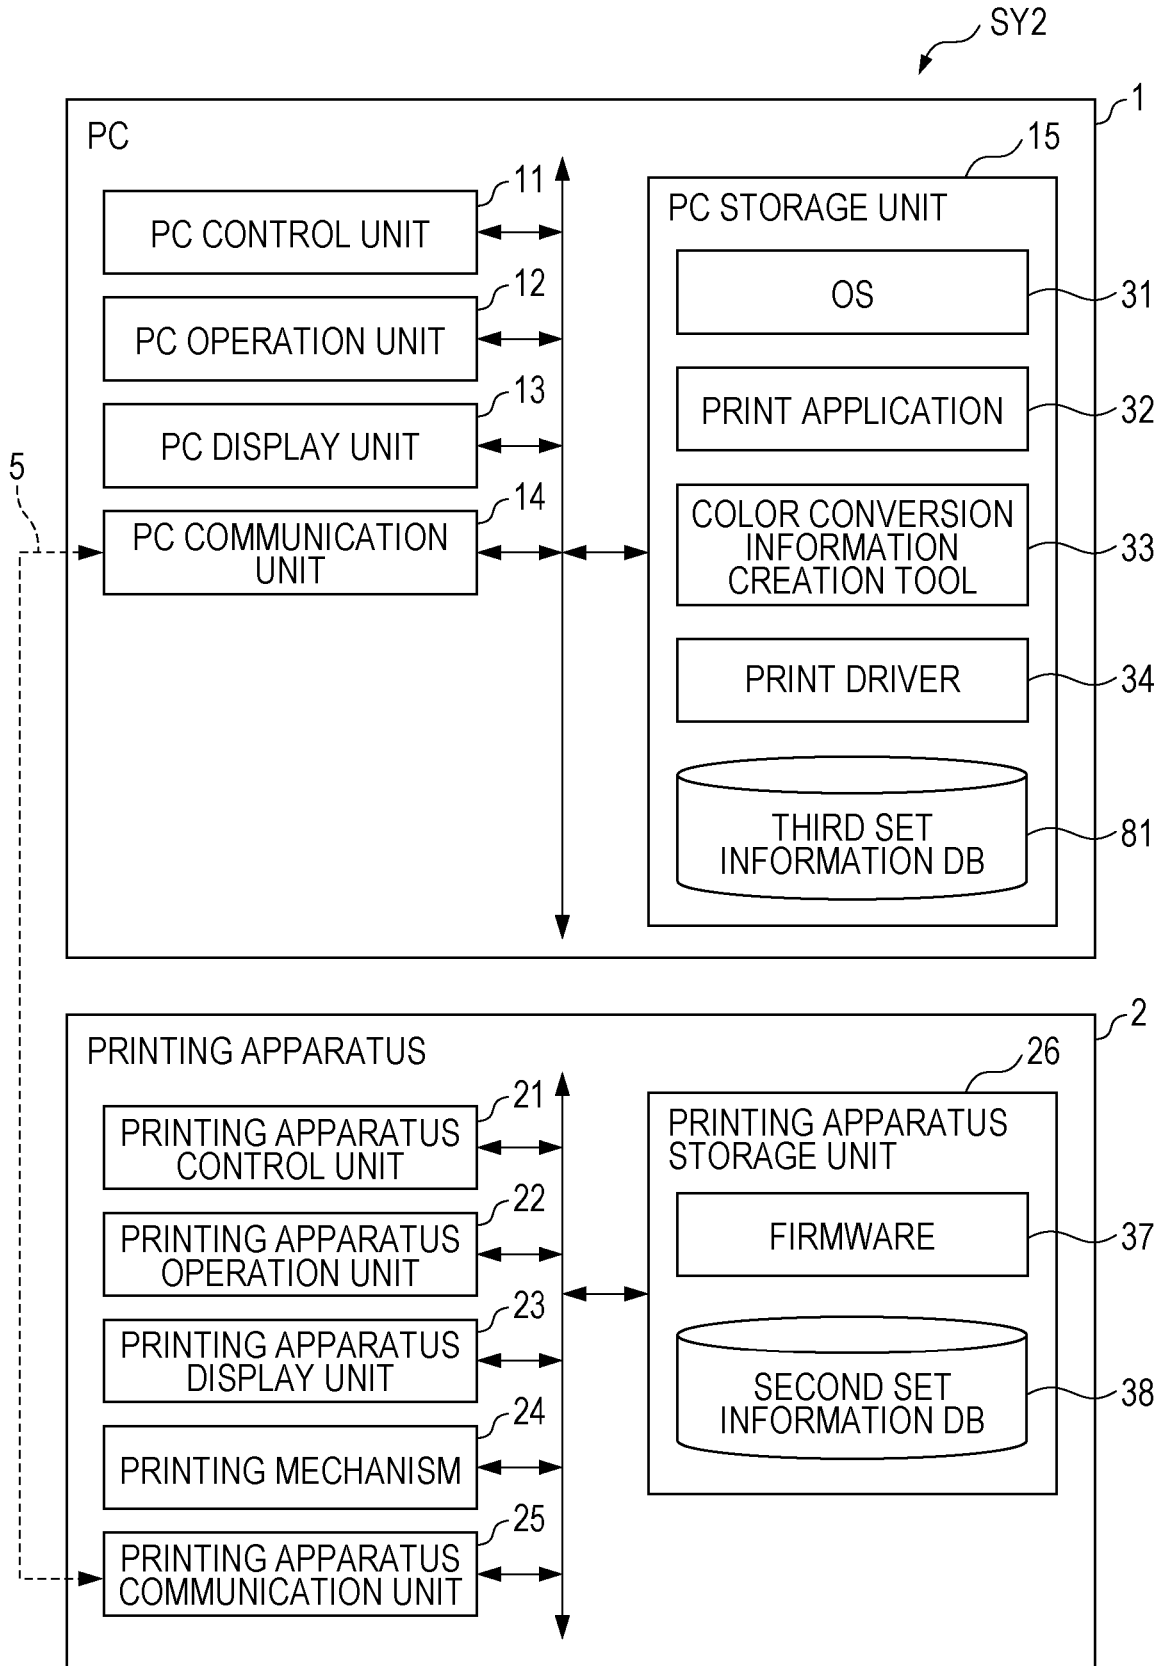 SY2
1
PC
15
11
PC CONTROL UNIT
12
PC OPERATION UNIT
13
PC DISPLAY UNIT
5
14
PC COMMUNICATION
UNIT
PC STORAGE UNIT
OS
31
PRINT APPLICATION
32
COLOR CONVERSION
INFORMATION
CREATION TOOL
33
PRINT DRIVER
34
THIRD SET
INFORMATION DB
81
2
PRINTING APPARATUS
26
21
PRINTING APPARATUS
CONTROL UNIT
22
PRINTING APPARATUS
OPERATION UNIT
23
PRINTING APPARATUS
DISPLAY UNIT
24
PRINTING MECHANISM
25
PRINTING APPARATUS
COMMUNICATION UNIT
PRINTING APPARATUS
STORAGE UNIT
FIRMWARE
37
SECOND SET
INFORMATION DB
38